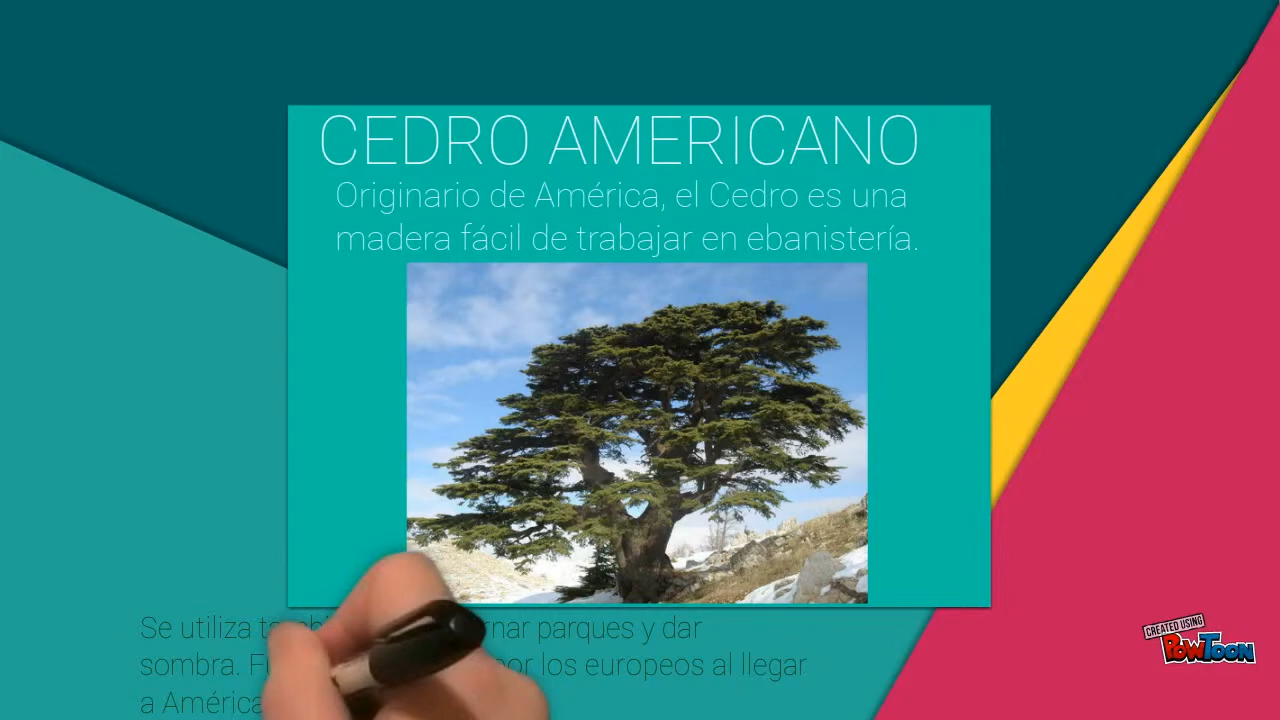 CEDRO AMERICANO
Originario de América, el Cedro es una
madera fácil de trabajar en ebanistería.
Se utiliza parques y dar
sombra. por los europeos al llegar
a América
CREATED USING
POWTOON